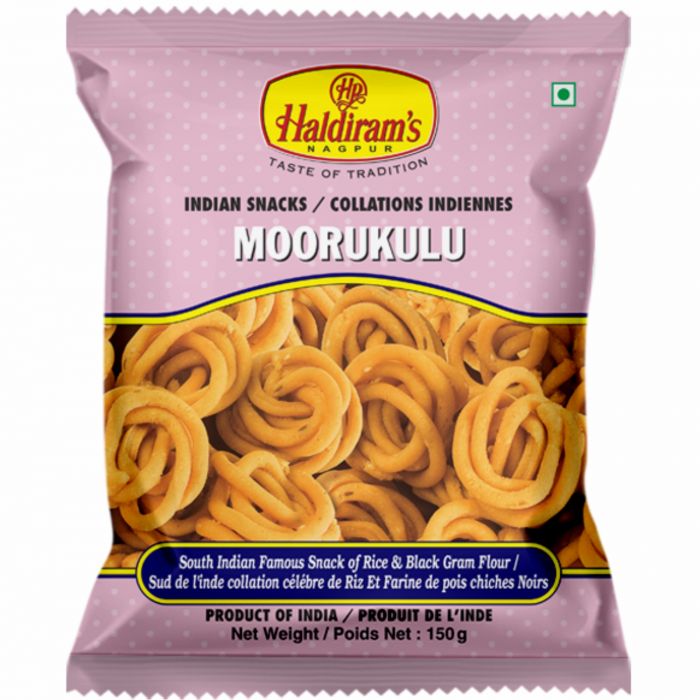 HR
Haldiram's
NAGPUR
TASTE OF TRADITION
INDIAN SNACKS / COLLATIONS INDIENNES
MOORUKULU
South Indian Famous Snack of Rice & Black Gram Flour /
Sud de l'inde collation célébre de Riz Et Farine de pois chiches Noirs
PRODUCT OF INDIA / PRODUIT DE L'INDE
Net Weight / Poids Net : 150g